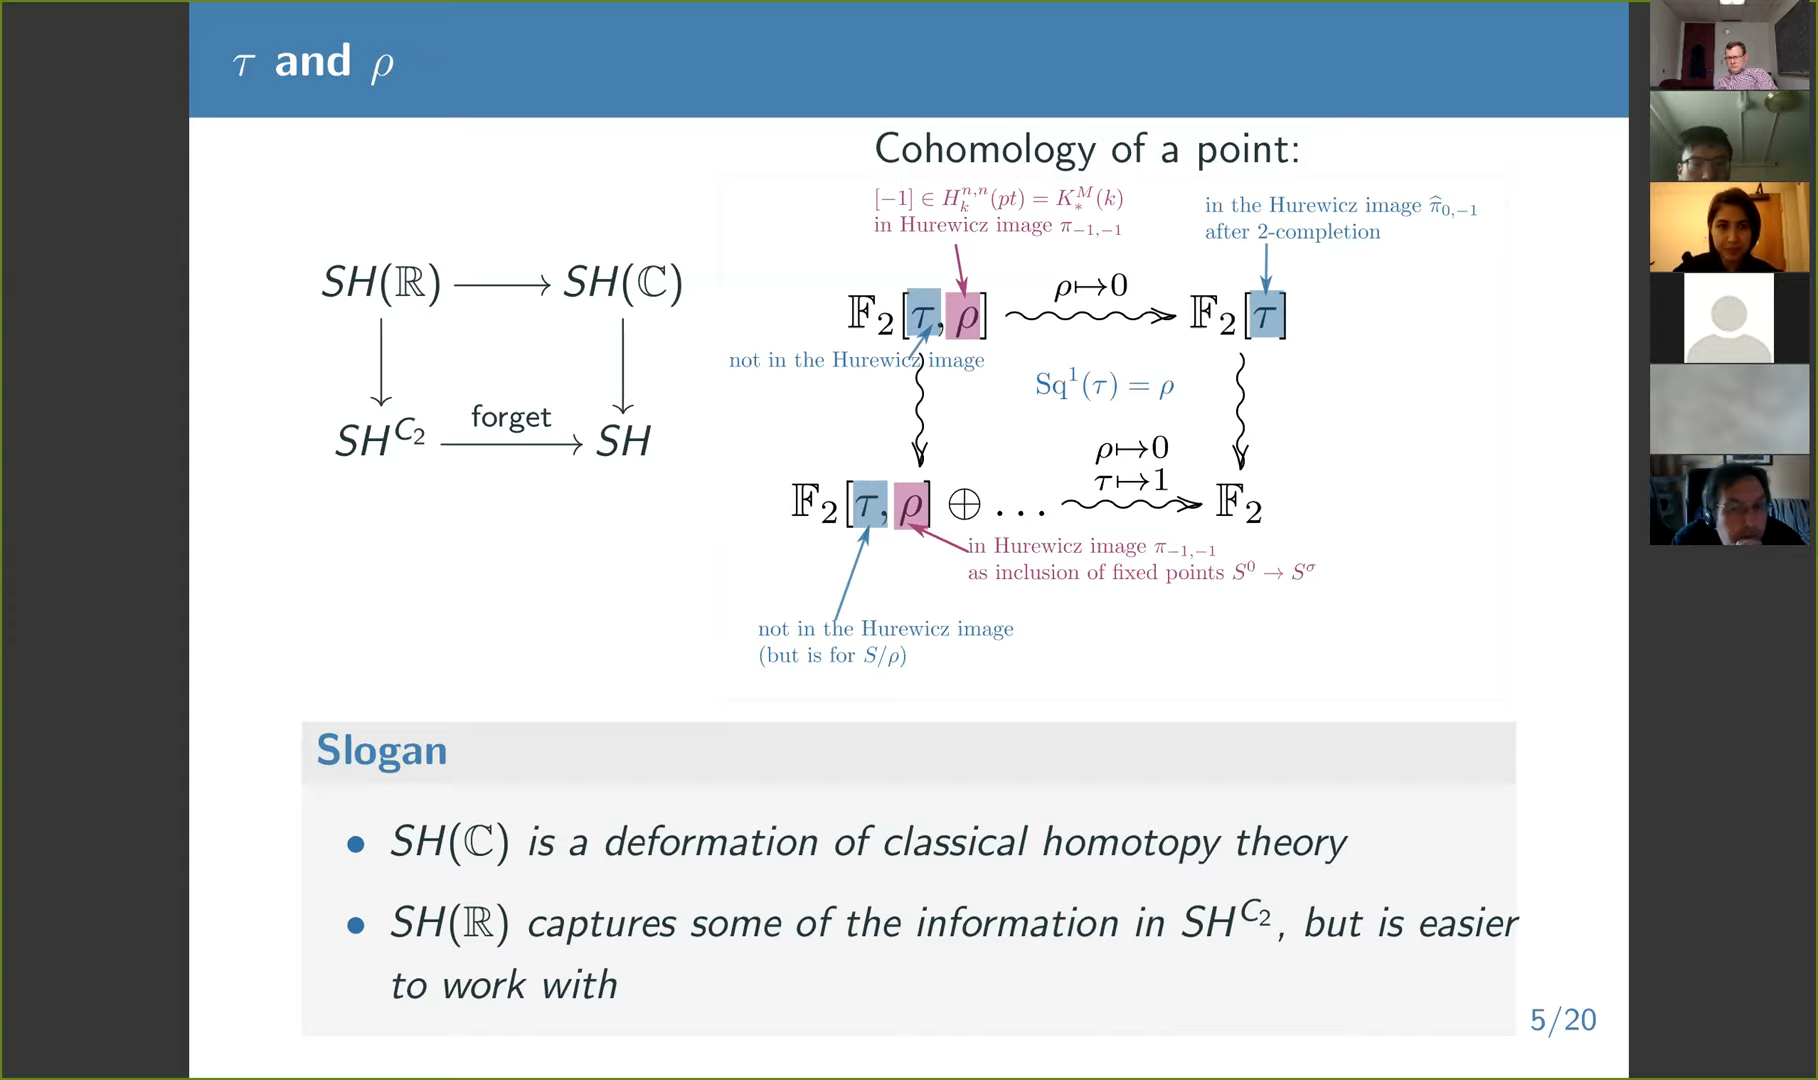 τ and ρ
Cohomology of a point:
[−1] ∈ H_k^{n,n}(pt) = K_*^M(k)
in Hurewicz image π_{−1,−1}
in the Hurewicz image π̂_{0,−1}
after 2-completion
SH(ℝ) ⟶ SH(ℂ)
𝔽₂[τ, ρ]
ρ↦0
𝔽₂[τ]
not in the Hurewicz image
Sq¹(τ) = ρ
SH^{C₂}
forget
SH
ρ↦0
τ↦1
𝔽₂[τ, ρ] ⊕ …
𝔽₂
in Hurewicz image π_{−1,−1}
as inclusion of fixed points S⁰ → S^σ
not in the Hurewicz image
(but is for S/ρ)
Slogan
• SH(ℂ) is a deformation of classical homotopy theory
• SH(ℝ) captures some of the information in SH^{C₂}, but is easier
to work with
5/20